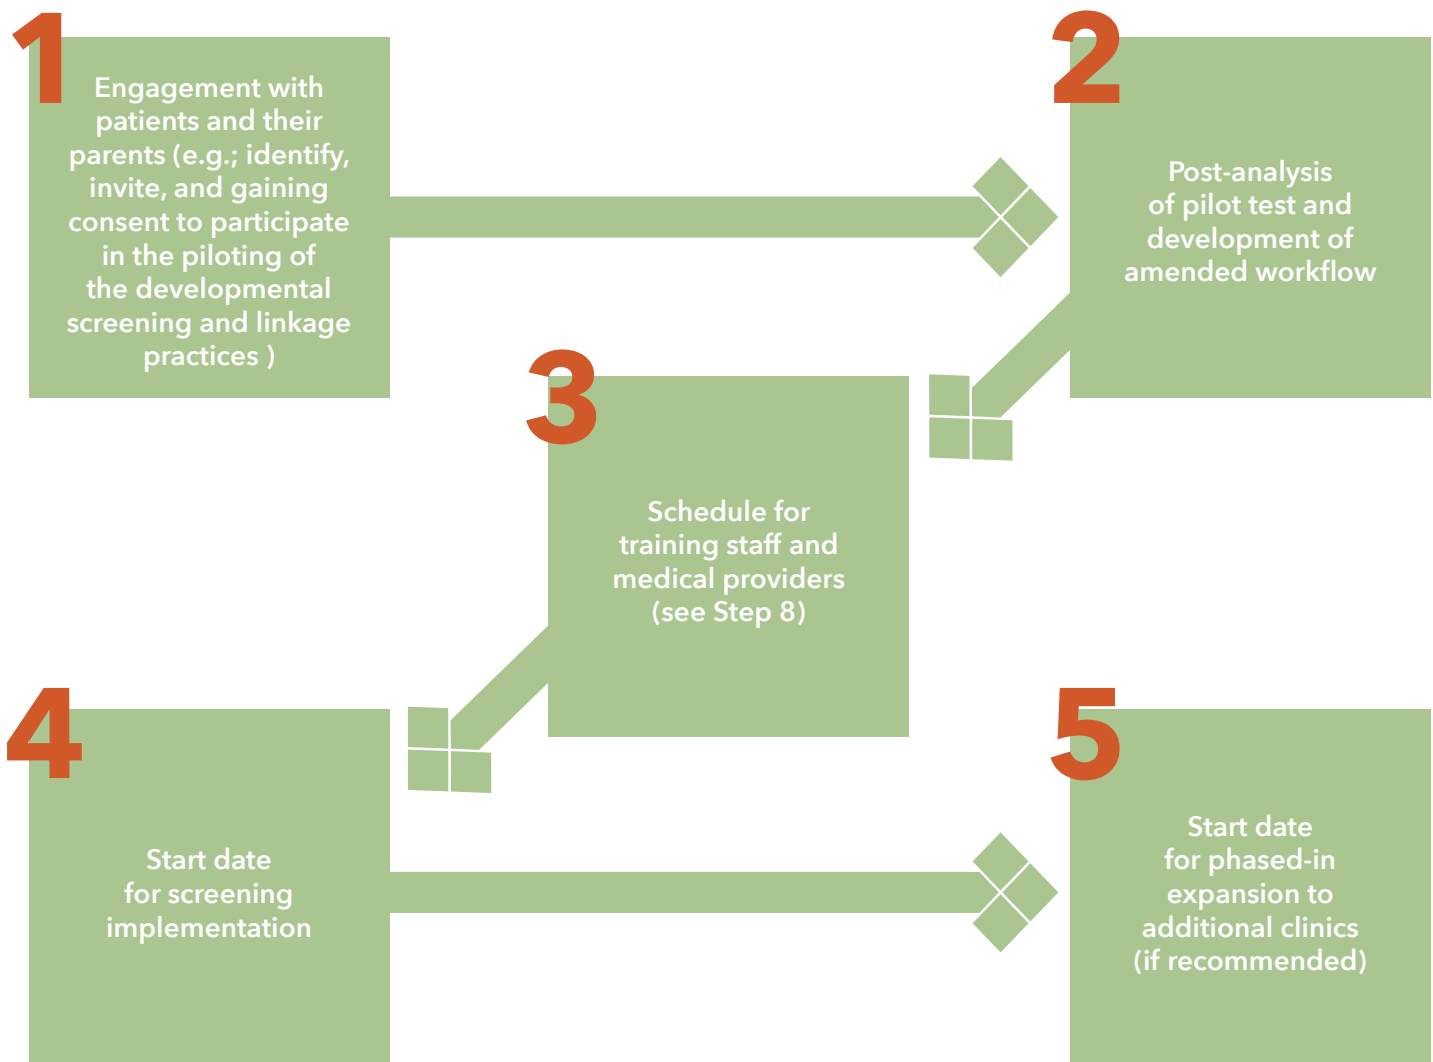 1
Engagement with
patients and their
parents (e.g.; identify,
invite, and gaining
consent to participate
in the piloting of
the developmental
screening and linkage
practices )
2
Post-analysis
of pilot test and
development of
amended workflow
3
Schedule for
training staff and
medical providers
(see Step 8)
4
Start date
for screening
implementation
5
Start date
for phased-in
expansion to
additional clinics
(if recommended)